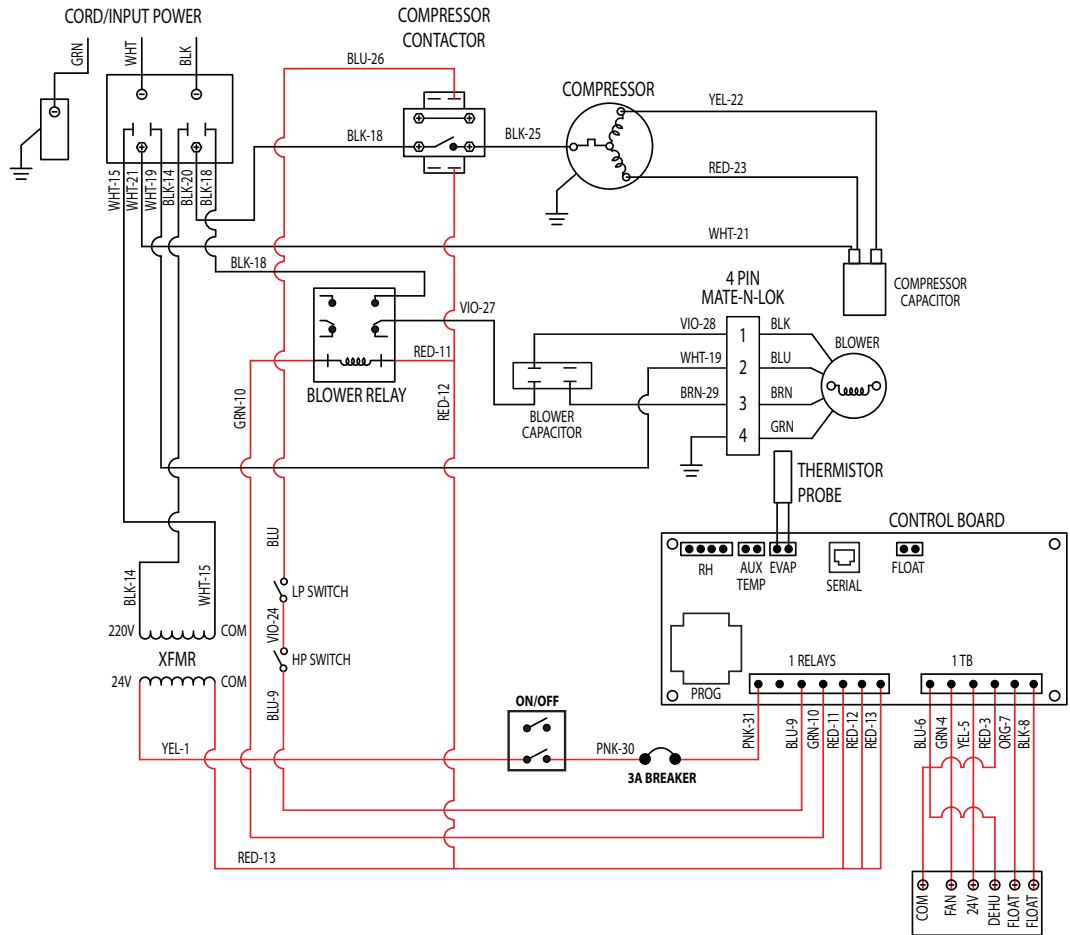 CORD/INPUT POWER
COMPRESSOR
CONTACTOR
GRN
WHT
BLK
BLU-26
COMPRESSOR
YEL-22
BLK-18
BLK-25
RED-23
WHT-15
WHT-21
WHT-19
BLK-14
BLK-20
BLK-18
WHT-21
BLK-18
COMPRESSOR
CAPACITOR
4 PIN
MATE-N-LOK
VIO-27
VIO-28
1
BLK
BLOWER
RED-11
WHT-19
2
BLU
BLOWER RELAY
BRN-29
3
BRN
GRN-10
RED-12
BLOWER
CAPACITOR
4
GRN
THERMISTOR
PROBE
CONTROL BOARD
BLU
RH
AUX
TEMP
EVAP
SERIAL
FLOAT
BLK-14
WHT-15
LP SWITCH
VIO-24
220V
COM
XFMR
HP SWITCH
24V
COM
BLU-9
PROG
1 RELAYS
1 TB
ON/OFF
YEL-1
PNK-30
3A BREAKER
PNK-31
BLU-9
GRN-10
RED-11
RED-12
RED-13
BLU-6
GRN-4
YEL-5
RED-3
ORG-7
BLK-8
RED-13
COM
FAN
24V
DEHU
FLOAT
FLOAT